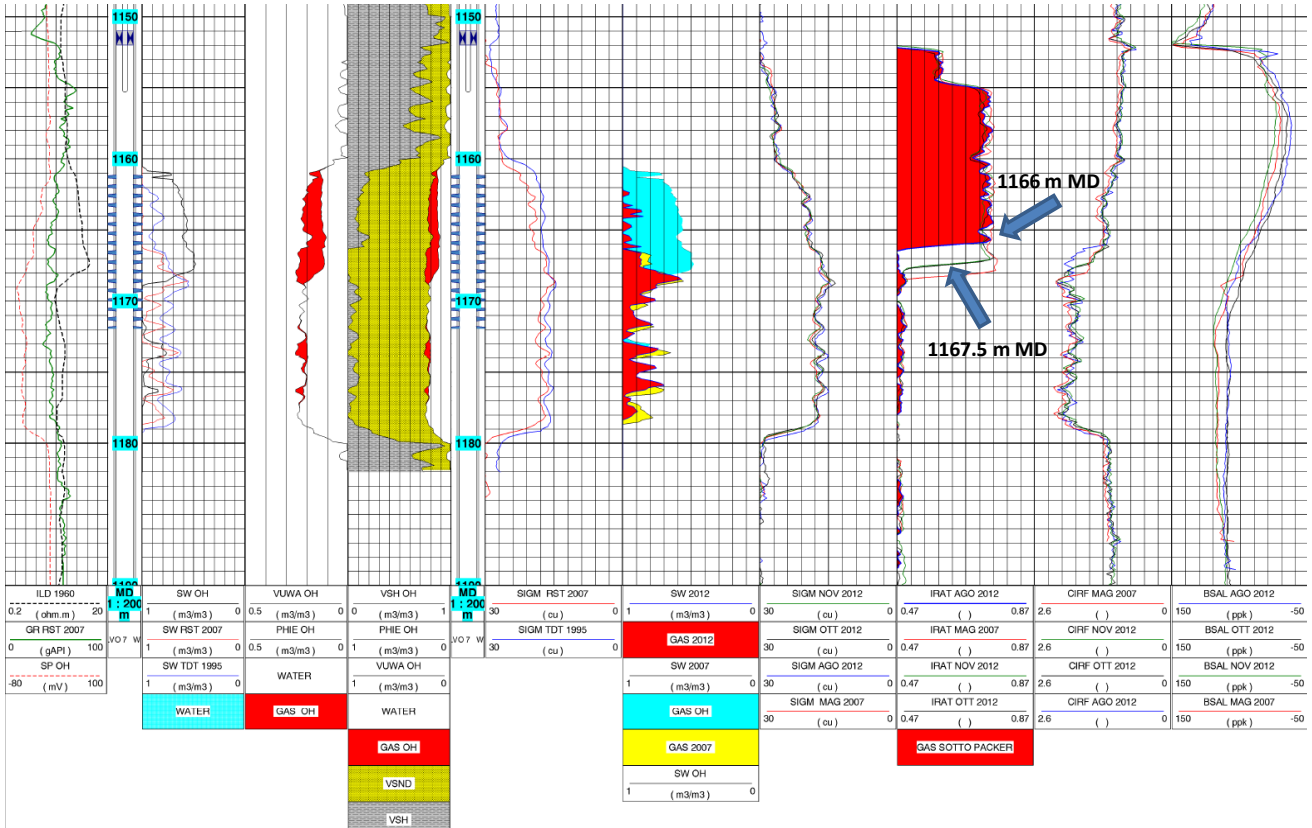 1150
1150
1160
1160
1166 m MD
1170
1170
1167.5 m MD
1180
1180
MD
1 : 200
m
MD
1 : 200
m
ILD 1960
0.2 ( ohm.m ) 20
GR RST 2007
0 ( gAPI ) 100
SP OH
-80 ( mV ) 100
SW OH
1 ( m3/m3 ) 0
SW RST 2007
1 ( m3/m3 ) 0
SW TDT 1995
1 ( m3/m3 ) 0
WATER
VUWA OH
0.5 ( m3/m3 ) 0
PHIE OH
0.5 ( m3/m3 ) 0
WATER
GAS OH
VSH OH
0 ( m3/m3 ) 1
PHIE OH
1 ( m3/m3 ) 0
VUWA OH
1 ( m3/m3 ) 0
WATER
GAS OH
VSND
VSH
SIGM RST 2007
30 ( cu ) 0
SIGM TDT 1995
30 ( cu ) 0
SW 2012
1 ( m3/m3 ) 0
GAS 2012
SW 2007
1 ( m3/m3 ) 0
GAS OH
GAS 2007
SW OH
1 ( m3/m3 ) 0
SIGM NOV 2012
30 ( cu ) 0
SIGM OTT 2012
30 ( cu ) 0
SIGM AGO 2012
30 ( cu ) 0
SIGM MAG 2007
30 ( cu ) 0
IRAT AGO 2012
0.47 ( ) 0.87
IRAT MAG 2007
0.47 ( ) 0.87
IRAT NOV 2012
0.47 ( ) 0.87
IRAT OTT 2012
0.47 ( ) 0.87
GAS SOTTO PACKER
CIRF MAG 2007
2.6 ( ) 0
CIRF NOV 2012
2.6 ( ) 0
CIRF OTT 2012
2.6 ( ) 0
CIRF AGO 2012
2.6 ( ) 0
BSAL AGO 2012
150 ( ppk ) -50
BSAL OTT 2012
150 ( ppk ) -50
BSAL NOV 2012
150 ( ppk ) -50
BSAL MAG 2007
150 ( ppk ) -50